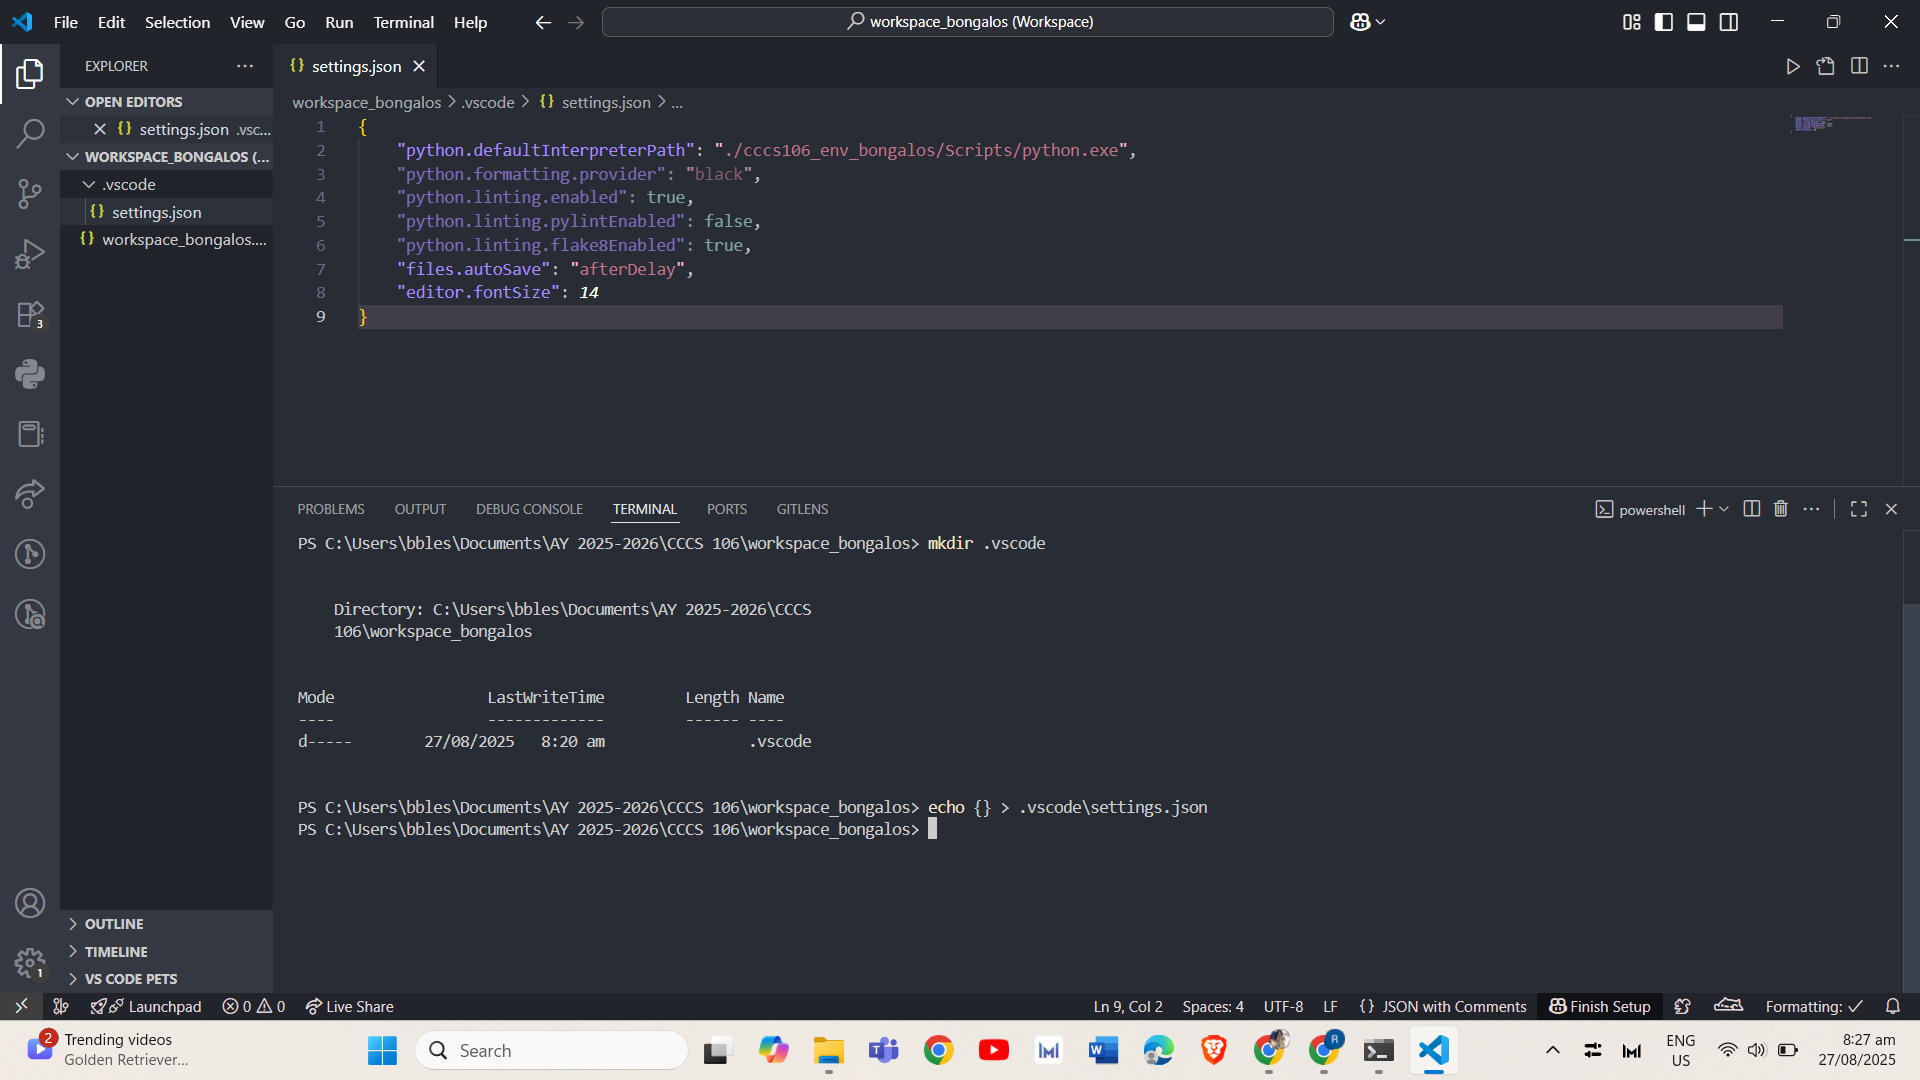 File Edit Selection View Go Run Terminal Help
workspace_bongalos (Workspace)
EXPLORER
OPEN EDITORS
settings.json .vsc...
WORKSPACE_BONGALOS (...
.vscode
settings.json
workspace_bongalos....
3
OUTLINE
TIMELINE
VS CODE PETS
1
settings.json
workspace_bongalos > .vscode > {} settings.json > ...
1 {
2 "python.defaultInterpreterPath": "./cccs106_env_bongalos/Scripts/python.exe",
3 "python.formatting.provider": "black",
4 "python.linting.enabled": true,
5 "python.linting.pylintEnabled": false,
6 "python.linting.flake8Enabled": true,
7 "files.autoSave": "afterDelay",
8 "editor.fontSize": 14
9 }
PROBLEMS OUTPUT DEBUG CONSOLE TERMINAL PORTS GITLENS
powershell
PS C:\Users\bbles\Documents\AY 2025-2026\CCCS 106\workspace_bongalos> mkdir .vscode
Directory: C:\Users\bbles\Documents\AY 2025-2026\CCCS
106\workspace_bongalos
Mode LastWriteTime Length Name
---- ------------- ------ ----
d----- 27/08/2025 8:20 am .vscode
PS C:\Users\bbles\Documents\AY 2025-2026\CCCS 106\workspace_bongalos> echo {} > .vscode\settings.json
PS C:\Users\bbles\Documents\AY 2025-2026\CCCS 106\workspace_bongalos>
Launchpad 0 0 Live Share
Ln 9, Col 2 Spaces: 4 UTF-8 LF {} JSON with Comments Finish Setup Formatting: ✓
2
Trending videos
Golden Retriever...
Search
R
ENG
US
8:27 am
27/08/2025